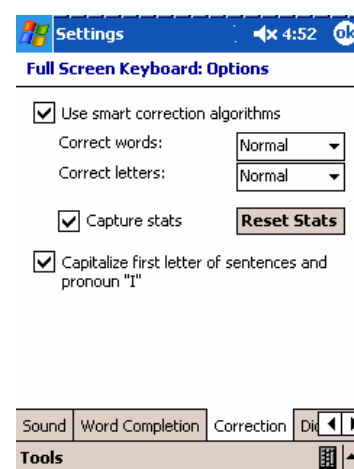 Settings 4:52 ok
Full Screen Keyboard: Options
Use smart correction algorithms
Correct words: Normal
Correct letters: Normal
Capture stats Reset Stats
Capitalize first letter of sentences and
pronoun "I"
Sound Word Completion Correction
Tools